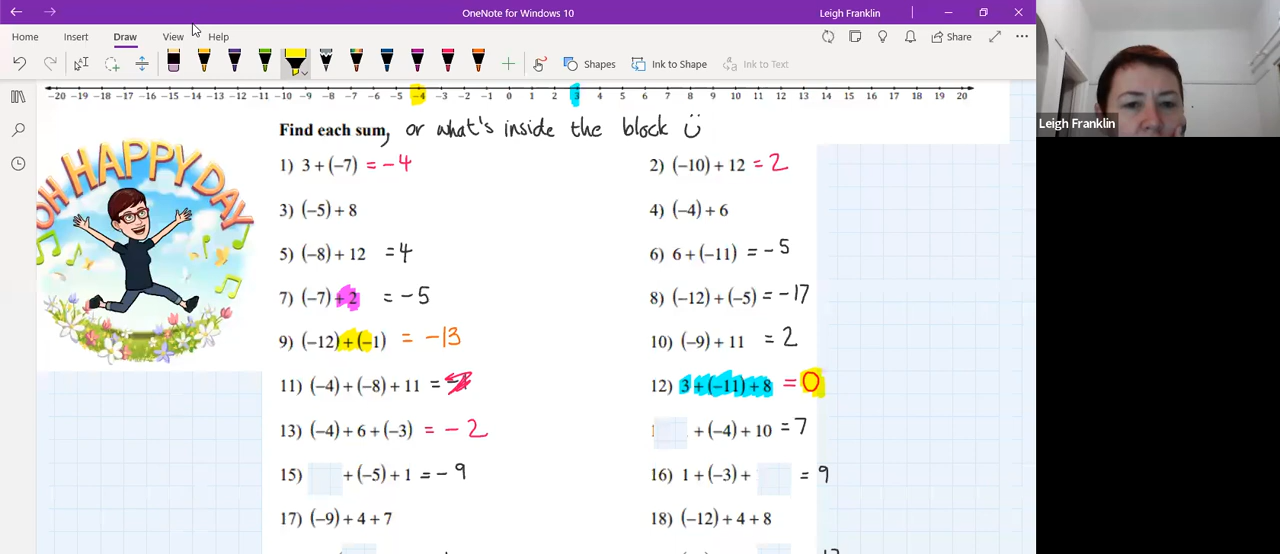 OneNote for Windows 10
Leigh Franklin
Home Insert Draw View Help
Share
Shapes Ink to Shape Ink to Text
-20 -19 -18 -17 -16 -15 -14 -13 -12 -11 -10 -9 -8 -7 -6 -5 -4 -3 -2 -1 0 1 2 3 4 5 6 7 8 9 10 11 12 13 14 15 16 17 18 19 20
Leigh Franklin
Find each sum, or what's inside the block
OH HAPPY DAY
1) 3 + (−7) = −4
2) (−10) + 12 = 2
3) (−5) + 8
4) (−4) + 6
5) (−8) + 12 = 4
6) 6 + (−11) = −5
7) (−7) + 2 = −5
8) (−12) + (−5) = −17
9) (−12) + (−1) = −13
10) (−9) + 11 = 2
11) (−4) + (−8) + 11 =
12) 3 + (−11) + 8 = 0
13) (−4) + 6 + (−3) = −2
+ (−4) + 10 = 7
15) + (−5) + 1 = −9
16) 1 + (−3) + = 9
17) (−9) + 4 + 7
18) (−12) + 4 + 8